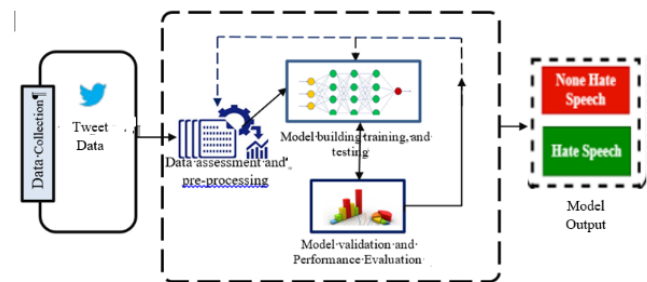 Data·Collection¶
Tweet
Data
Data·assessment·and·
pre-processing
Model·building·training,·and·
testing
Model·validation·and·
Performance·Evaluation·
None Hate
Speech
Hate Speech
Model
Output